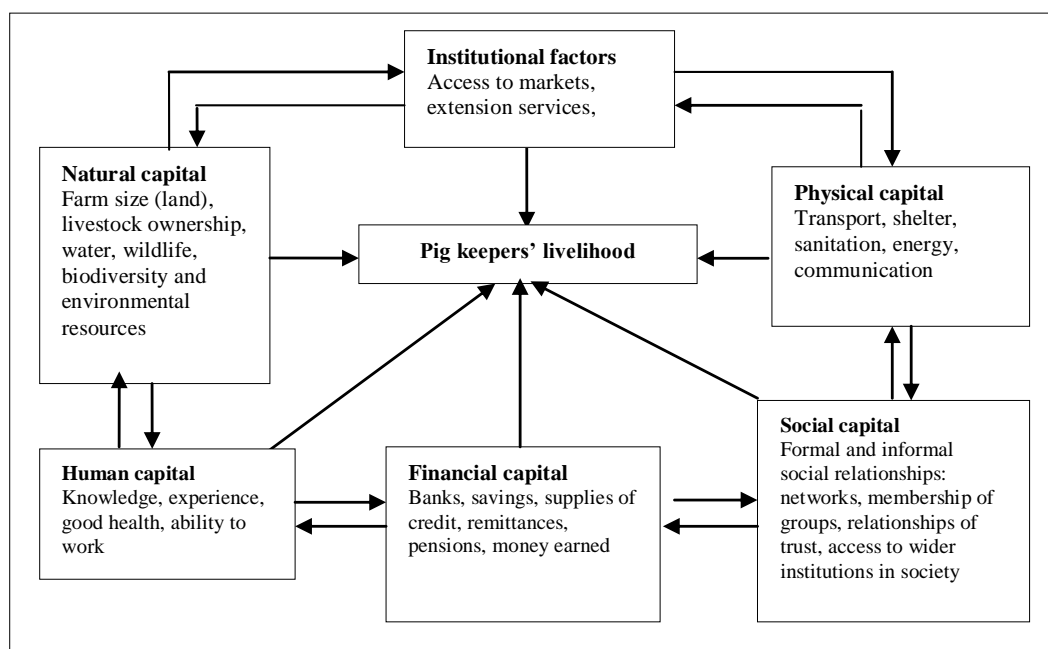 Institutional factors
Access to markets,
extension services,
Natural capital
Farm size (land),
livestock ownership,
water, wildlife,
biodiversity and
environmental
resources
Pig keepers’ livelihood
Physical capital
Transport, shelter,
sanitation, energy,
communication
Human capital
Knowledge, experience,
good health, ability to
work
Financial capital
Banks, savings, supplies of
credit, remittances,
pensions, money earned
Social capital
Formal and informal
social relationships:
networks, membership of
groups, relationships of
trust, access to wider
institutions in society